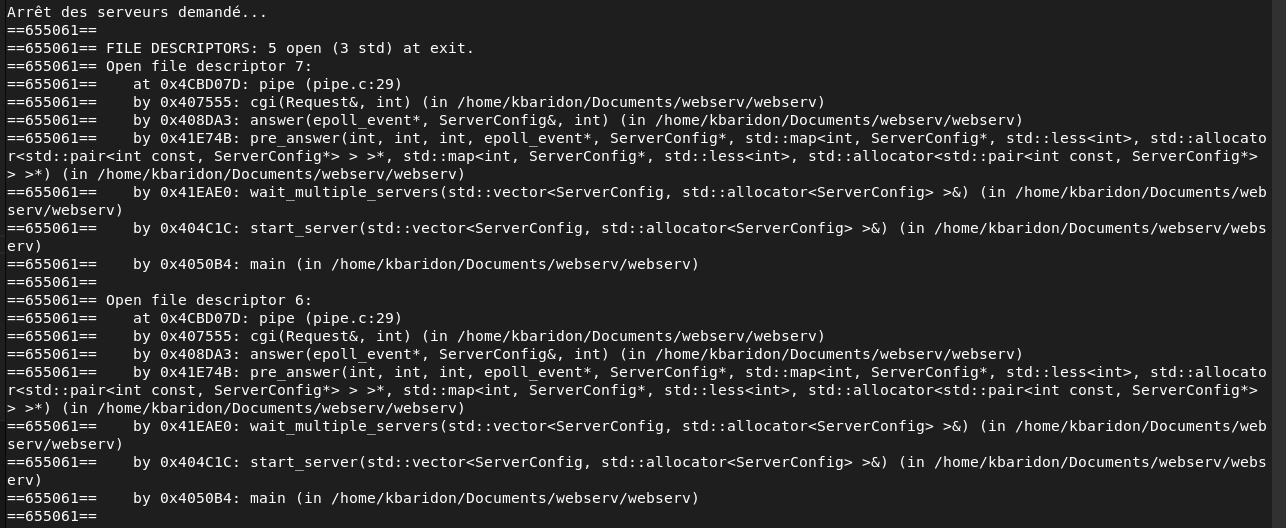 Arrêt des serveurs demandé...
==655061==
==655061== FILE DESCRIPTORS: 5 open (3 std) at exit.
==655061== Open file descriptor 7:
==655061==    at 0x4CBD07D: pipe (pipe.c:29)
==655061==    by 0x407555: cgi(Request&, int) (in /home/kbaridon/Documents/webserv/webserv)
==655061==    by 0x408DA3: answer(epoll_event*, ServerConfig&, int) (in /home/kbaridon/Documents/webserv/webserv)
==655061==    by 0x41E74B: pre_answer(int, int, int, epoll_event*, ServerConfig*, std::map<int, ServerConfig*, std::less<int>, std::allocato
r<std::pair<int const, ServerConfig*> > >*, std::map<int, ServerConfig*, std::less<int>, std::allocator<std::pair<int const, ServerConfig*>
> >*) (in /home/kbaridon/Documents/webserv/webserv)
==655061==    by 0x41EAE0: wait_multiple_servers(std::vector<ServerConfig, std::allocator<ServerConfig> >&) (in /home/kbaridon/Documents/web
serv/webserv)
==655061==    by 0x404C1C: start_server(std::vector<ServerConfig, std::allocator<ServerConfig> >&) (in /home/kbaridon/Documents/webserv/webs
erv)
==655061==    by 0x4050B4: main (in /home/kbaridon/Documents/webserv/webserv)
==655061==
==655061== Open file descriptor 6:
==655061==    at 0x4CBD07D: pipe (pipe.c:29)
==655061==    by 0x407555: cgi(Request&, int) (in /home/kbaridon/Documents/webserv/webserv)
==655061==    by 0x408DA3: answer(epoll_event*, ServerConfig&, int) (in /home/kbaridon/Documents/webserv/webserv)
==655061==    by 0x41E74B: pre_answer(int, int, int, epoll_event*, ServerConfig*, std::map<int, ServerConfig*, std::less<int>, std::allocato
r<std::pair<int const, ServerConfig*> > >*, std::map<int, ServerConfig*, std::less<int>, std::allocator<std::pair<int const, ServerConfig*>
> >*) (in /home/kbaridon/Documents/webserv/webserv)
==655061==    by 0x41EAE0: wait_multiple_servers(std::vector<ServerConfig, std::allocator<ServerConfig> >&) (in /home/kbaridon/Documents/web
serv/webserv)
==655061==    by 0x404C1C: start_server(std::vector<ServerConfig, std::allocator<ServerConfig> >&) (in /home/kbaridon/Documents/webserv/webs
erv)
==655061==    by 0x4050B4: main (in /home/kbaridon/Documents/webserv/webserv)
==655061==